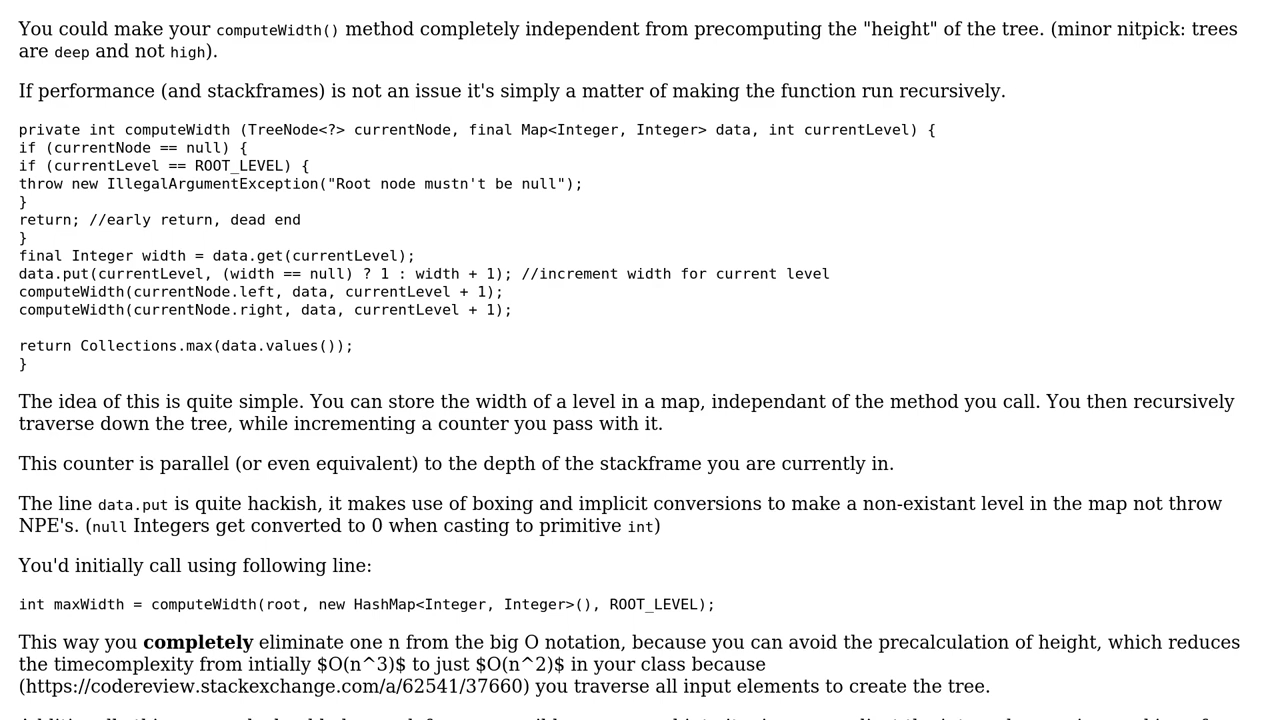 You could make your computeWidth() method completely independent from precomputing the "height" of the tree. (minor nitpick: trees
are deep and not high).
If performance (and stackframes) is not an issue it's simply a matter of making the function run recursively.
private int computeWidth (TreeNode<?> currentNode, final Map<Integer, Integer> data, int currentLevel) {
if (currentNode == null) {
if (currentLevel == ROOT_LEVEL) {
throw new IllegalArgumentException("Root node mustn't be null");
}
return; //early return, dead end
}
final Integer width = data.get(currentLevel);
data.put(currentLevel, (width == null) ? 1 : width + 1); //increment width for current level
computeWidth(currentNode.left, data, currentLevel + 1);
computeWidth(currentNode.right, data, currentLevel + 1);
return Collections.max(data.values());
}
The idea of this is quite simple. You can store the width of a level in a map, independant of the method you call. You then recursively
traverse down the tree, while incrementing a counter you pass with it.
This counter is parallel (or even equivalent) to the depth of the stackframe you are currently in.
The line data.put is quite hackish, it makes use of boxing and implicit conversions to make a non-existant level in the map not throw
NPE's. (null Integers get converted to 0 when casting to primitive int)
You'd initially call using following line:
int maxWidth = computeWidth(root, new HashMap<Integer, Integer>(), ROOT_LEVEL);
This way you completely eliminate one n from the big O notation, because you can avoid the precalculation of height, which reduces
the timecomplexity from intially $O(n^3)$ to just $O(n^2)$ in your class because
(https://codereview.stackexchange.com/a/62541/37660) you traverse all input elements to create the tree.